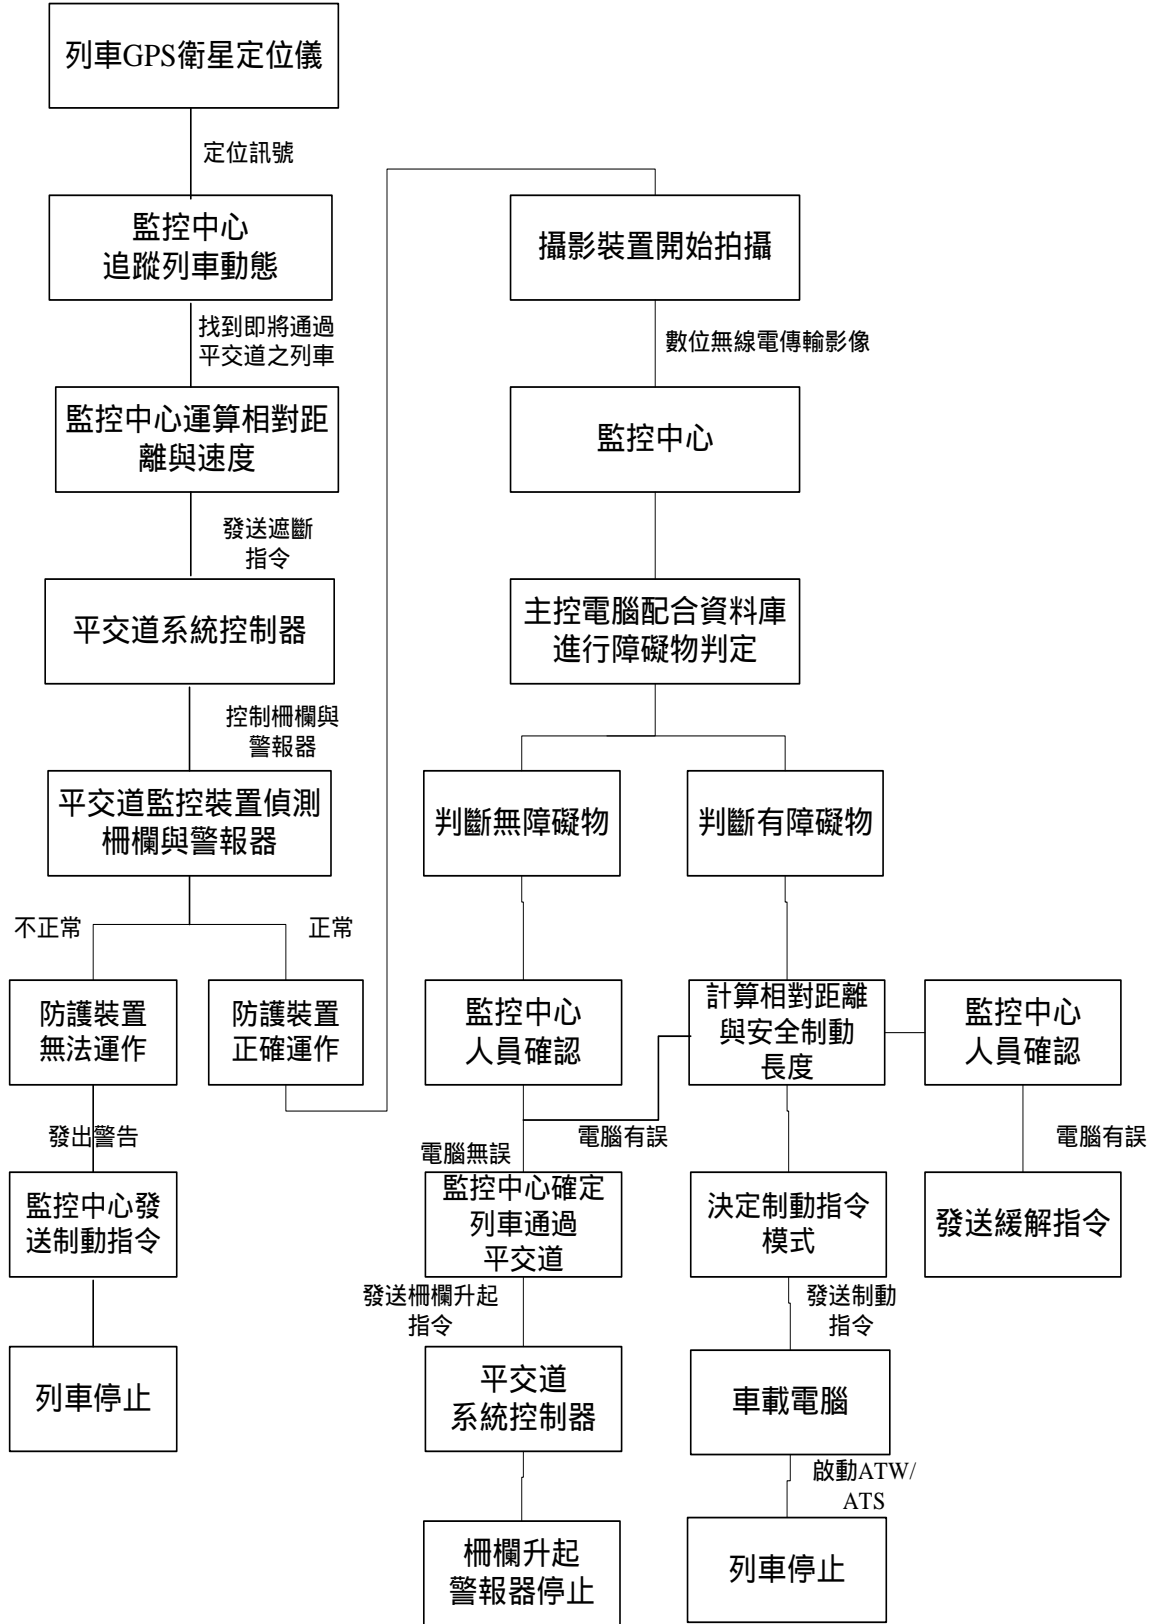 列車GPS衛星定位儀
定位訊號
監控中心
追蹤列車動態
找到即將通過
平交道之列車
監控中心運算相對距
離與速度
發送遮斷
指令
平交道系統控制器
控制柵欄與
警報器
平交道監控裝置偵測
柵欄與警報器
不正常
正常
防護裝置
無法運作
防護裝置
正確運作
發出警告
監控中心發
送制動指令
列車停止
攝影裝置開始拍攝
數位無線電傳輸影像
監控中心
主控電腦配合資料庫
進行障礙物判定
判斷無障礙物
判斷有障礙物
監控中心
人員確認
計算相對距離
與安全制動
長度
監控中心
人員確認
電腦無誤
電腦有誤
電腦有誤
監控中心確定
列車通過
平交道
決定制動指令
模式
發送緩解指令
發送柵欄升起
指令
發送制動
指令
平交道
系統控制器
車載電腦
啟動ATW/
ATS
柵欄升起
警報器停止
列車停止